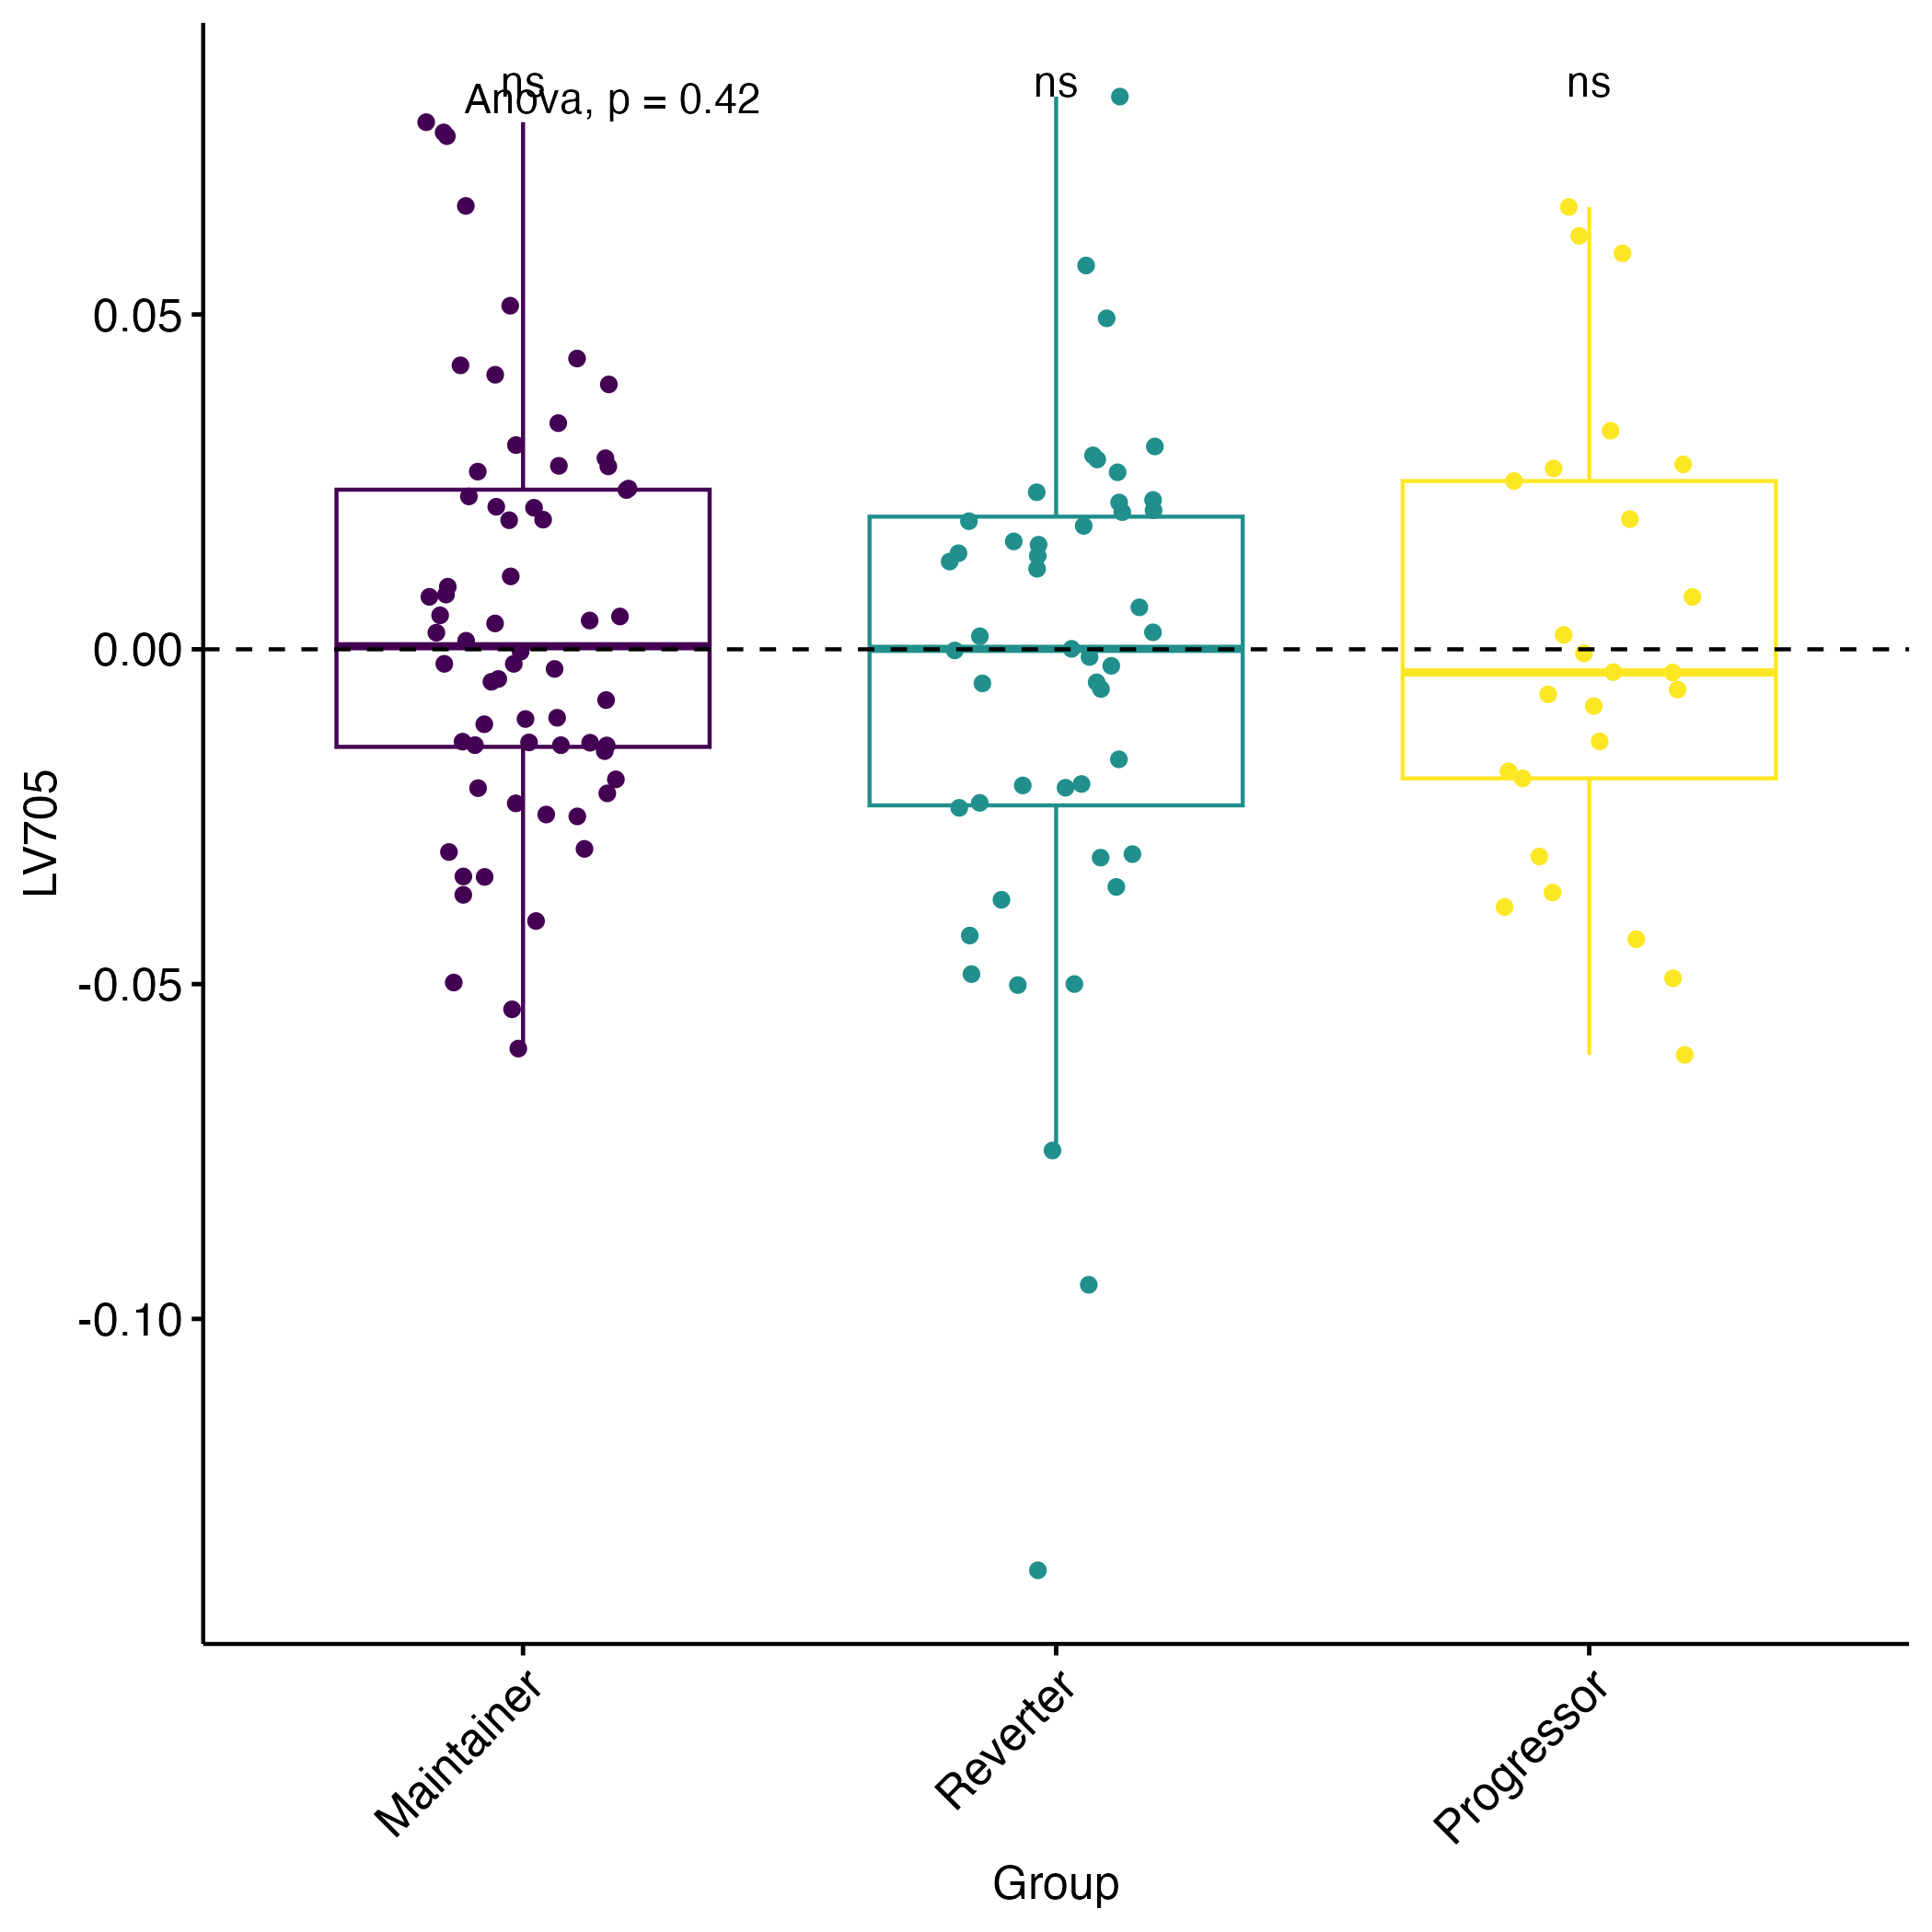 ns
ns
ns
Anova, p = 0.42
0.05
0.00
-0.05
-0.10
LV705
Maintainer
Reverter
Progressor
Group